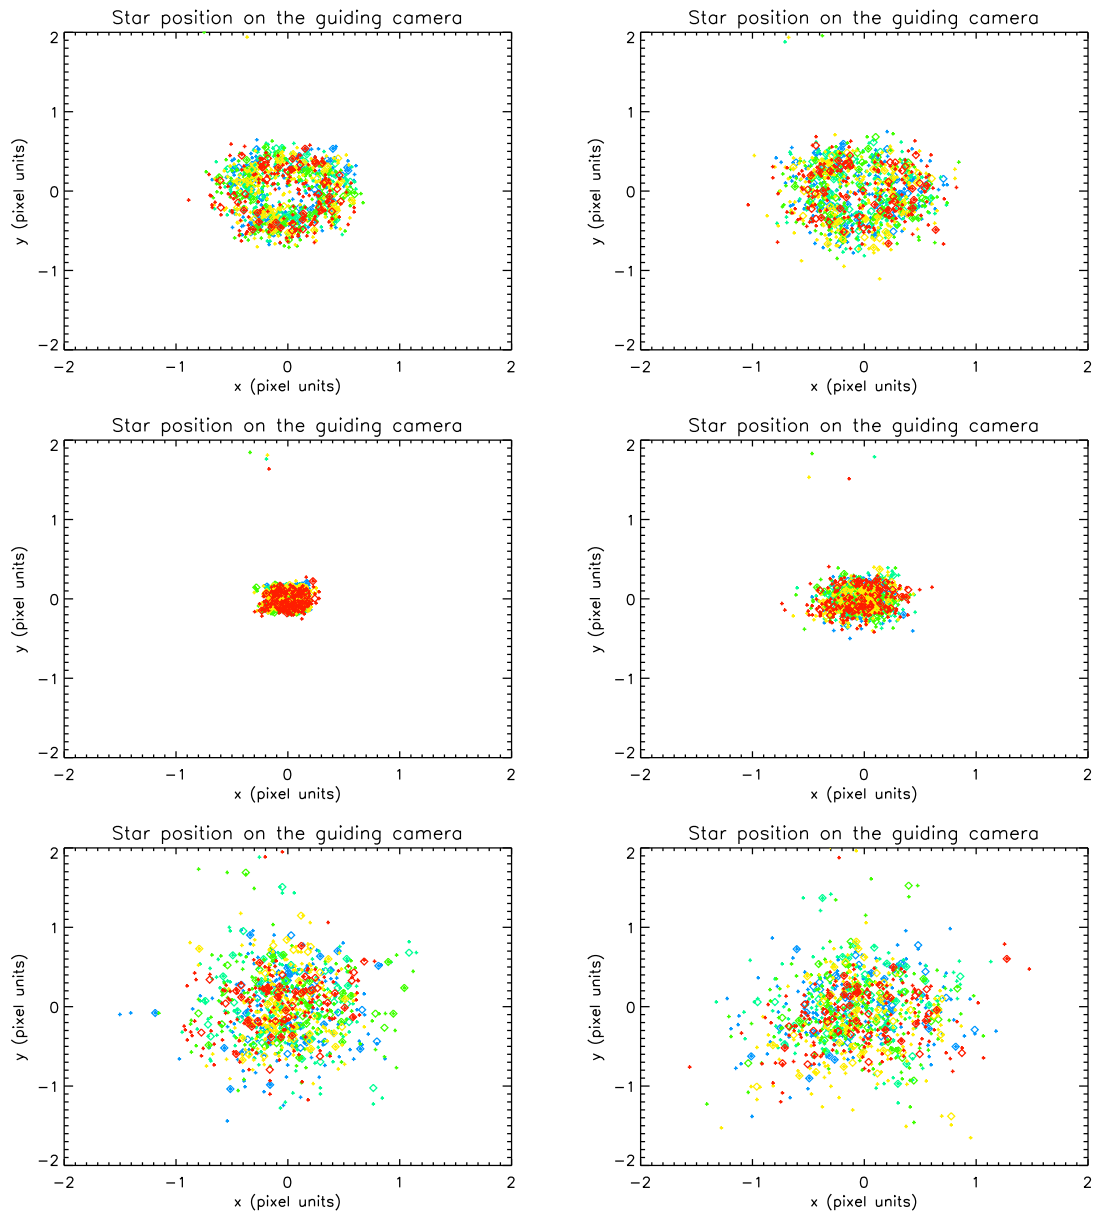 Star position on the guiding camera
2
1
0
−1
−2
y (pixel units)
−2 −1 0 1 2
x (pixel units)
Star position on the guiding camera
2
1
0
−1
−2
y (pixel units)
−2 −1 0 1 2
x (pixel units)
Star position on the guiding camera
2
1
0
−1
−2
y (pixel units)
−2 −1 0 1 2
x (pixel units)
Star position on the guiding camera
2
1
0
−1
−2
y (pixel units)
−2 −1 0 1 2
x (pixel units)
Star position on the guiding camera
2
1
0
−1
−2
y (pixel units)
−2 −1 0 1 2
x (pixel units)
Star position on the guiding camera
2
1
0
−1
−2
y (pixel units)
−2 −1 0 1 2
x (pixel units)